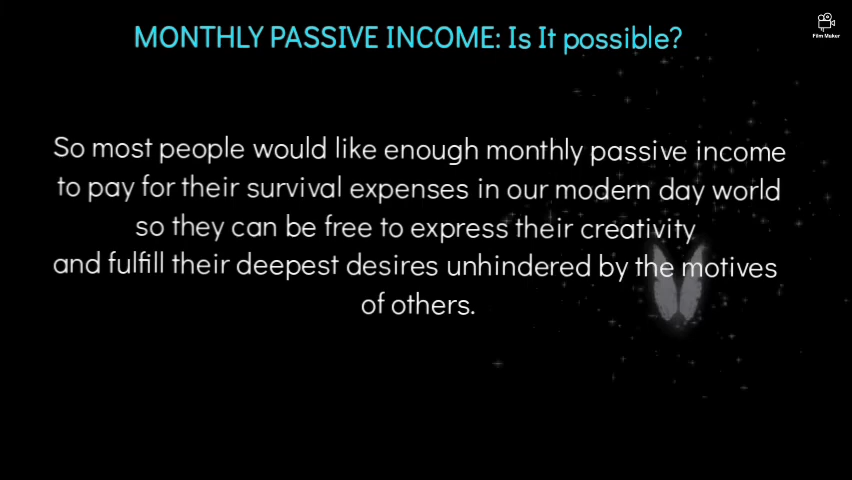 MONTHLY PASSIVE INCOME: Is It possible?
Film Maker
So most people would like enough monthly passive income
to pay for their survival expenses in our modern day world
so they can be free to express their creativity
and fulfill their deepest desires unhindered by the motives
of others.